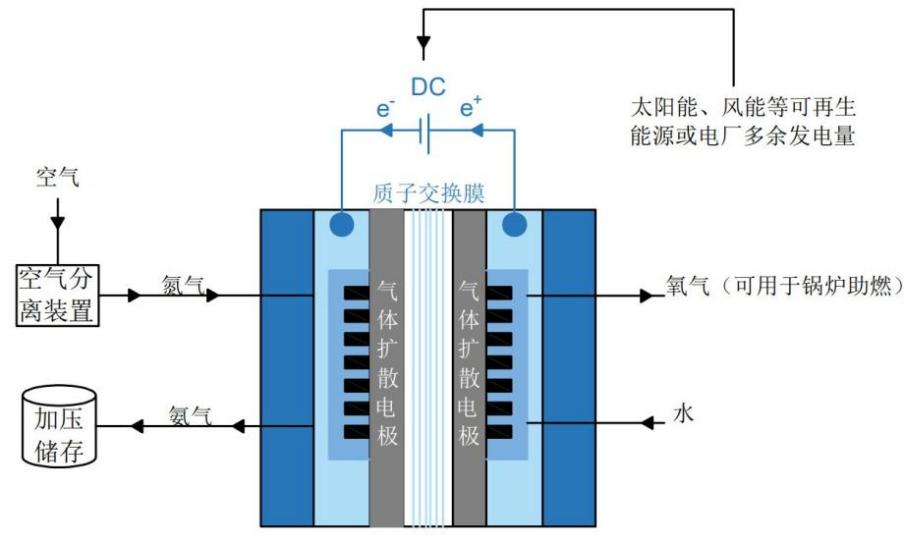 DC
e-
e+
太阳能、风能等可再生
能源或电厂多余发电量
质子交换膜
空气
空气分
离装置
氮气
气体扩散电极
气体扩散电极
氧气（可用于锅炉助燃）
加压
储存
氨气
水